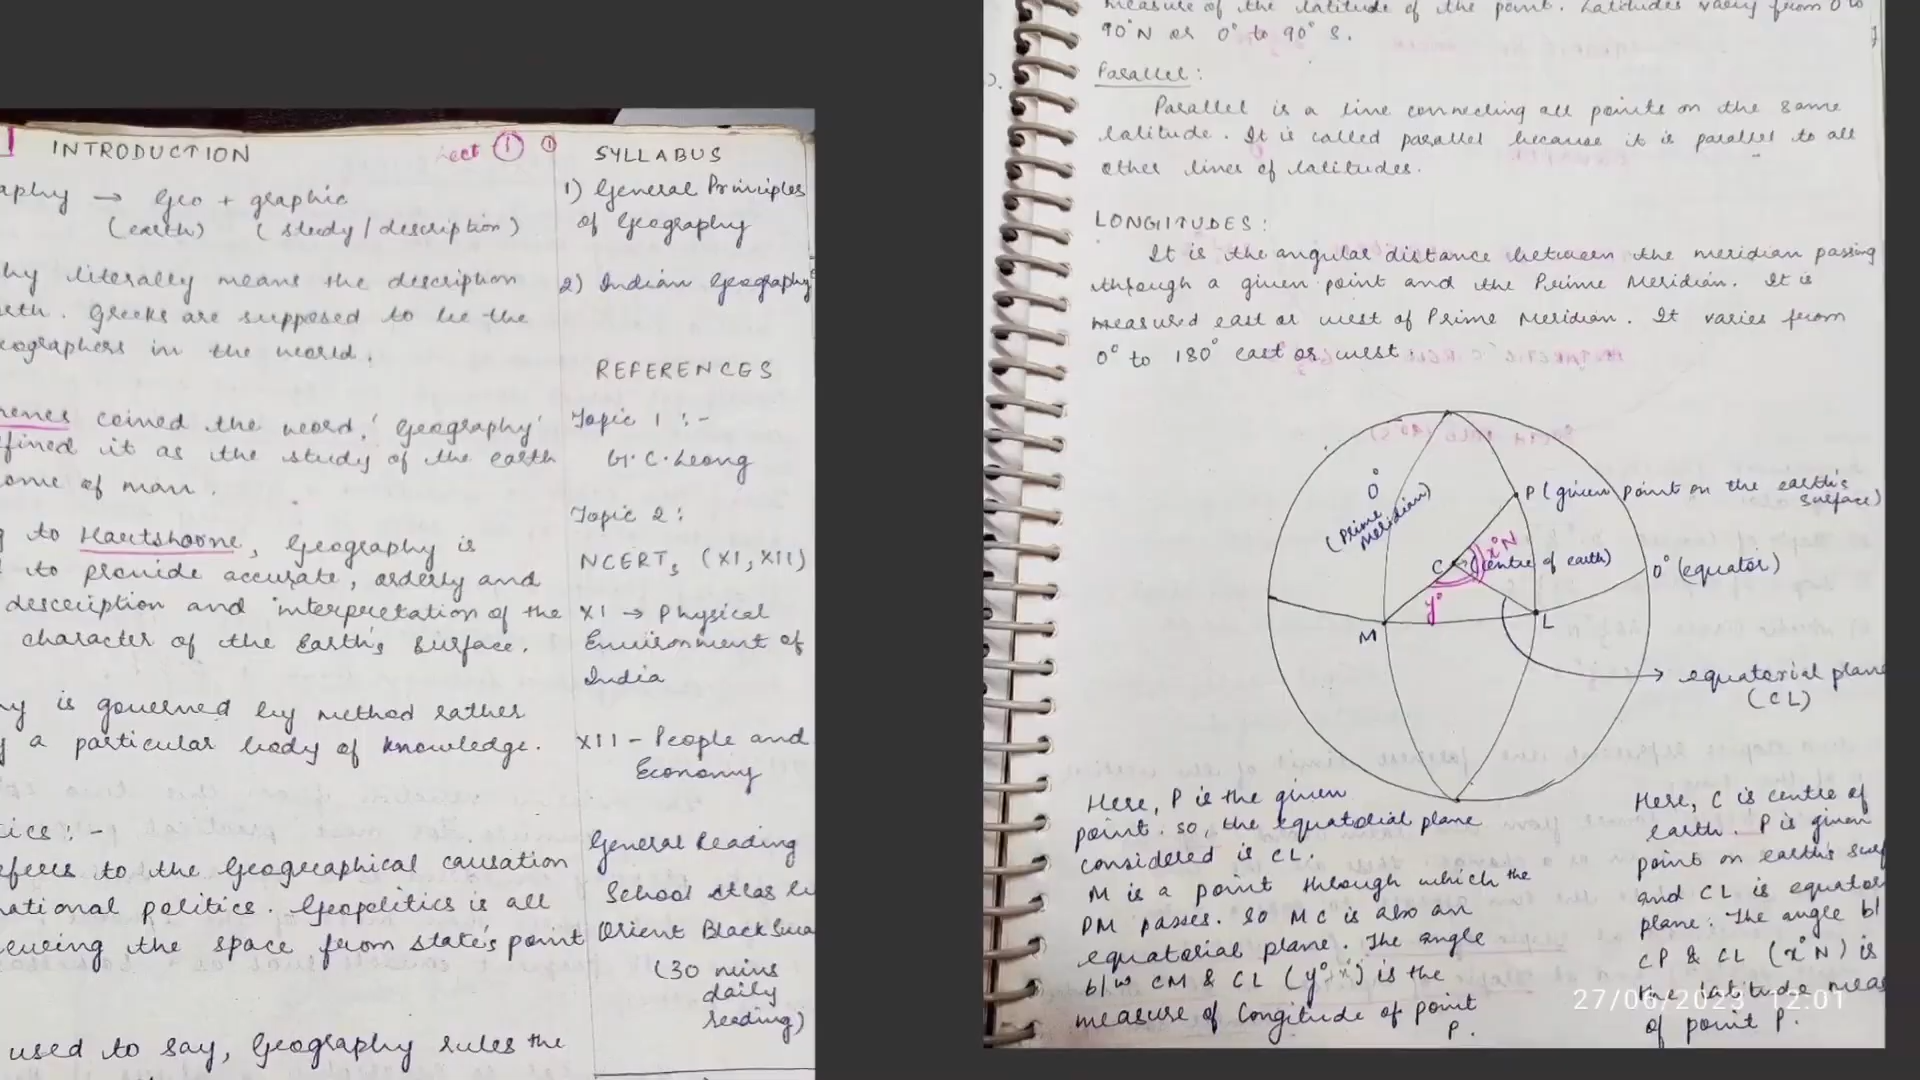 INTRODUCTION
Lect 1 1
aphy → Geo + graphic
(earth) (study/description)
hy literally means the description
rth. Greeks are supposed to be the
eographers in the world.
henes coined the word, 'Geography'
fined it as the study of the earth
ome of man.
g to Hartshorne, Geography is
d to provide accurate, orderly and
description and interpretation of the
character of the Earth's surface.
hy is governed by method rather
y a particular body of knowledge.
tics :-
efers to the Geographical causation
national politics. Geopolitics is all
viewing the space from state's point
used to say, Geography rules the
SYLLABUS
1) General Principles
of Geography
2) Indian Geography
REFERENCES
Topic 1 :-
G.C. Leong
Topic 2 :
NCERTs (XI, XII)
XI → Physical
Environment of
India
XII - People and
Economy
General Reading
School Atlas by
Orient BlackSwa
(30 mins
daily
reading)
measure of the latitude of the point. Latitudes vary from 0 to
90°N or 0° to 90° S.
Parallel :
Parallel is a line connecting all points on the same
latitude. It is called parallel because it is parallel to all
other lines of latitudes.
LONGITUDES :
It is the angular distance between the meridian passing
through a given point and the Prime Meridian. It is
measured east or west of Prime Meridian. It varies from
0° to 180° east or west
0°
(Prime Meridian)
P (given point on the earth's
surface)
x°N
C (centre of earth)
0° (equator)
y°
M
L
equatorial plane
(CL)
Here, P is the given
point. So, the equatorial plane
considered is CL.
M is a point through which the
PM passes. So MC is also an
equatorial plane. The angle
b/w CM & CL (y°) is the
measure of Longitude of point
P.
Here, C is centre of
earth. P is given
point on earth's surf
and CL is equator
plane. The angle b/
CP & CL (x°N) is
the latitude meas
of point P.
27/06/2023 12:01